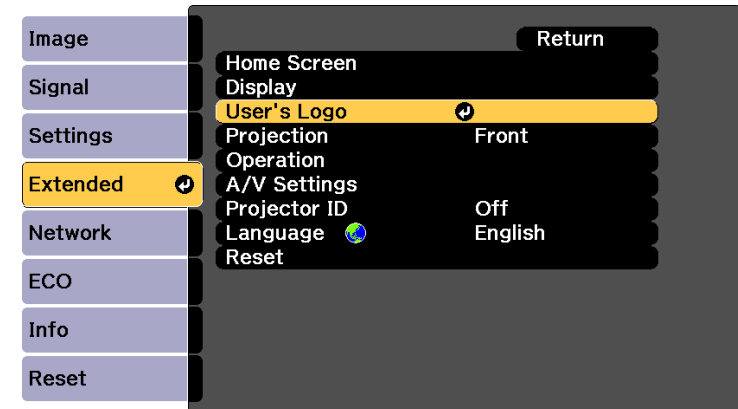 Image
Signal
Settings
Extended
Network
ECO
Info
Reset
Return
Home Screen
Display
User's Logo
Projection Front
Operation
A/V Settings
Projector ID Off
Language English
Reset